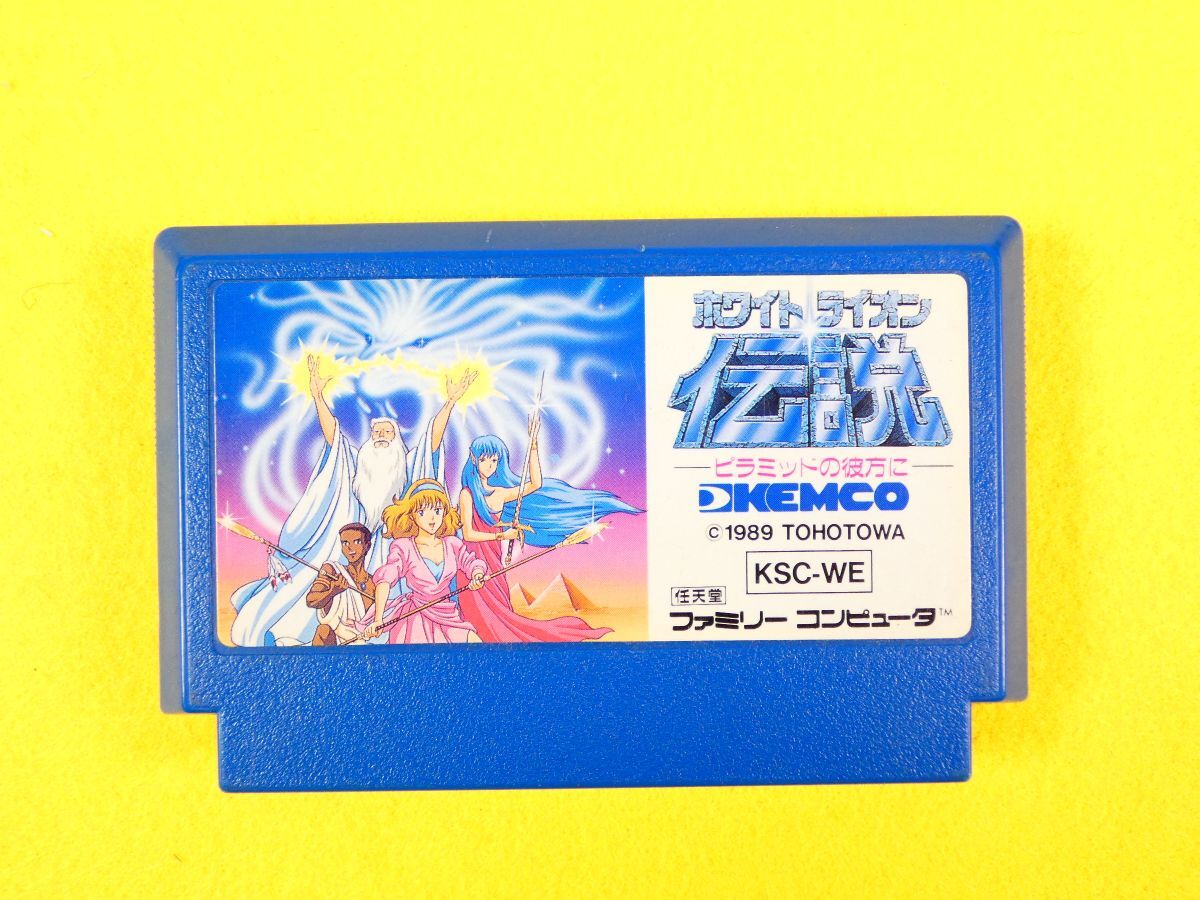 ホワイトライオン
伝説
ピラミッドの彼方に
KEMCO
© 1989 TOHOTOWA
KSC-WE
任天堂
ファミリー コンピュータ™